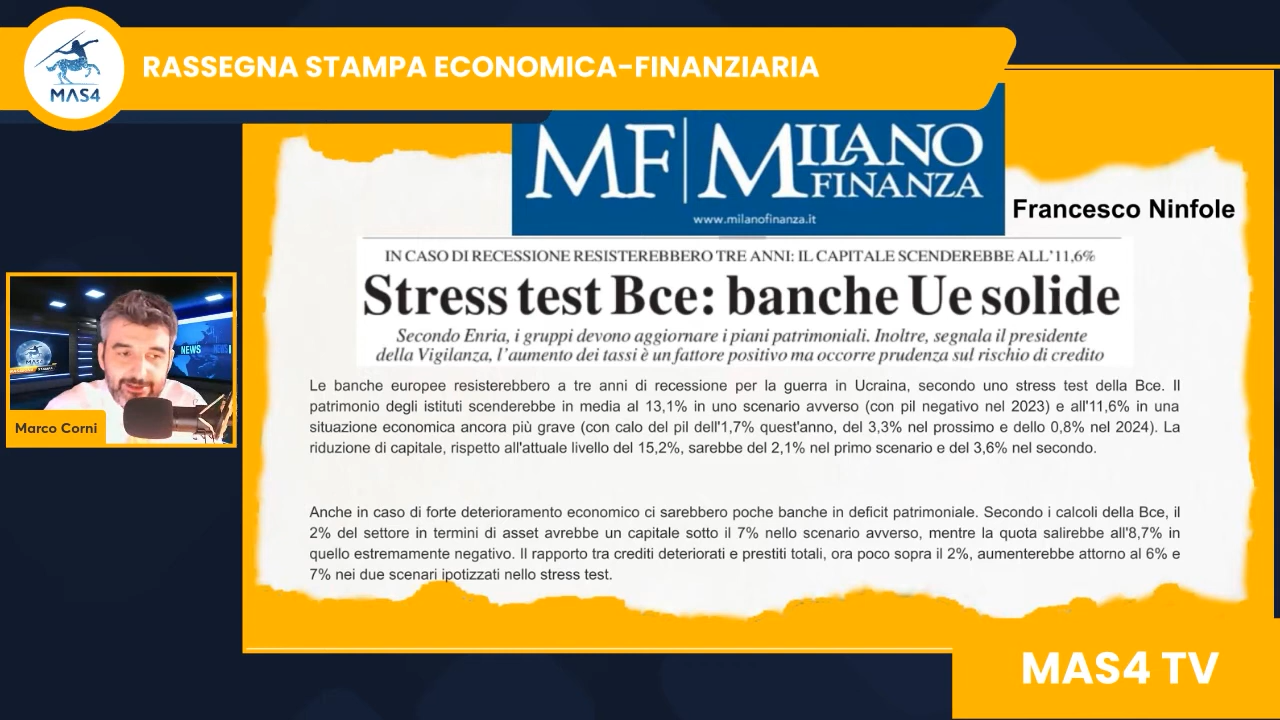 MAS4
RASSEGNA STAMPA ECONOMICA-FINANZIARIA
MF | MILANO
FINANZA
www.milanofinanza.it
Francesco Ninfole
IN CASO DI RECESSIONE RESISTEREBBERO TRE ANNI: IL CAPITALE SCENDEREBBE ALL'11,6%
Stress test Bce: banche Ue solide
Secondo Enria, i gruppi devono aggiornare i piani patrimoniali. Inoltre, segnala il presidente
della Vigilanza, l'aumento dei tassi è un fattore positivo ma occorre prudenza sul rischio di credito
Le banche europee resisterebbero a tre anni di recessione per la guerra in Ucraina, secondo uno stress test della Bce. Il
patrimonio degli istituti scenderebbe in media al 13,1% in uno scenario avverso (con pil negativo nel 2023) e all'11,6% in una
situazione economica ancora più grave (con calo del pil dell'1,7% quest'anno, del 3,3% nel prossimo e dello 0,8% nel 2024). La
riduzione di capitale, rispetto all'attuale livello del 15,2%, sarebbe del 2,1% nel primo scenario e del 3,6% nel secondo.
Anche in caso di forte deterioramento economico ci sarebbero poche banche in deficit patrimoniale. Secondo i calcoli della Bce, il
2% del settore in termini di asset avrebbe un capitale sotto il 7% nello scenario avverso, mentre la quota salirebbe all'8,7% in
quello estremamente negativo. Il rapporto tra crediti deteriorati e prestiti totali, ora poco sopra il 2%, aumenterebbe attorno al 6% e
7% nei due scenari ipotizzati nello stress test.
NEWS
MAS4
Marco Corni
MAS4 TV